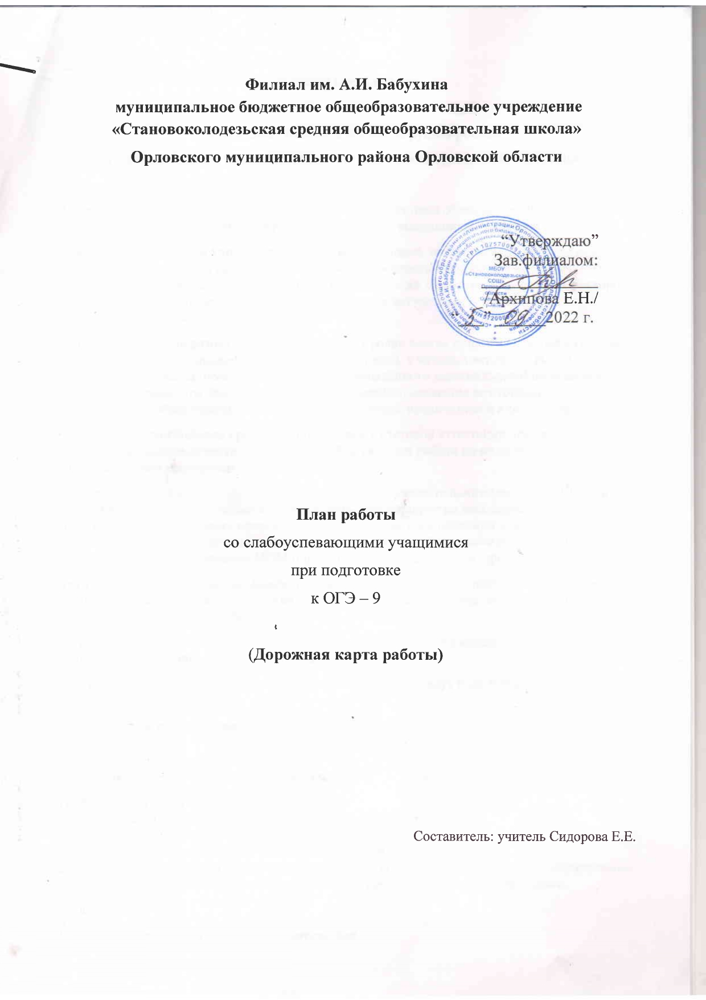 Филиал им. А.И. Бабухина
муниципальное бюджетное общеобразовательное учреждение
«Становоколодезьская средняя общеобразовательная школа»
Орловского муниципального района Орловской области
“Утверждаю”
Зав.филиалом:
/Архипова Е.Н./
“ 5 ” 09 2022 г.
МБОУ
«Становоколодезьская
СОШ»
Орловской
области
План работы
со слабоуспевающими учащимися
при подготовке
к ОГЭ – 9
(Дорожная карта работы)
Составитель: учитель Сидорова Е.Е.